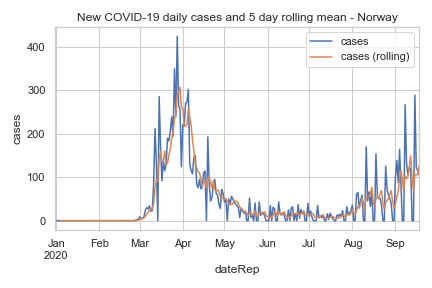 New COVID-19 daily cases and 5 day rolling mean - Norway
cases
cases (rolling)
cases
400
300
200
100
0
Jan
2020
Feb
Mar
Apr
May
Jun
Jul
Aug
Sep
dateRep